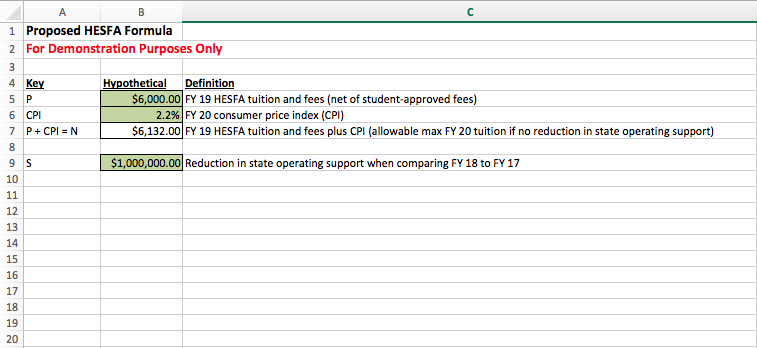 A B C
1 Proposed HESFA Formula
2 For Demonstration Purposes Only
3
4 Key Hypothetical Definition
5 P $6,000.00 FY 19 HESFA tuition and fees (net of student-approved fees)
6 CPI 2.2% FY 20 consumer price index (CPI)
7 P + CPI = N $6,132.00 FY 19 HESFA tuition and fees plus CPI (allowable max FY 20 tuition if no reduction in state operating support)
8
9 S $1,000,000.00 Reduction in state operating support when comparing FY 18 to FY 17
10
11
12
13
14
15
16
17
18
19
20